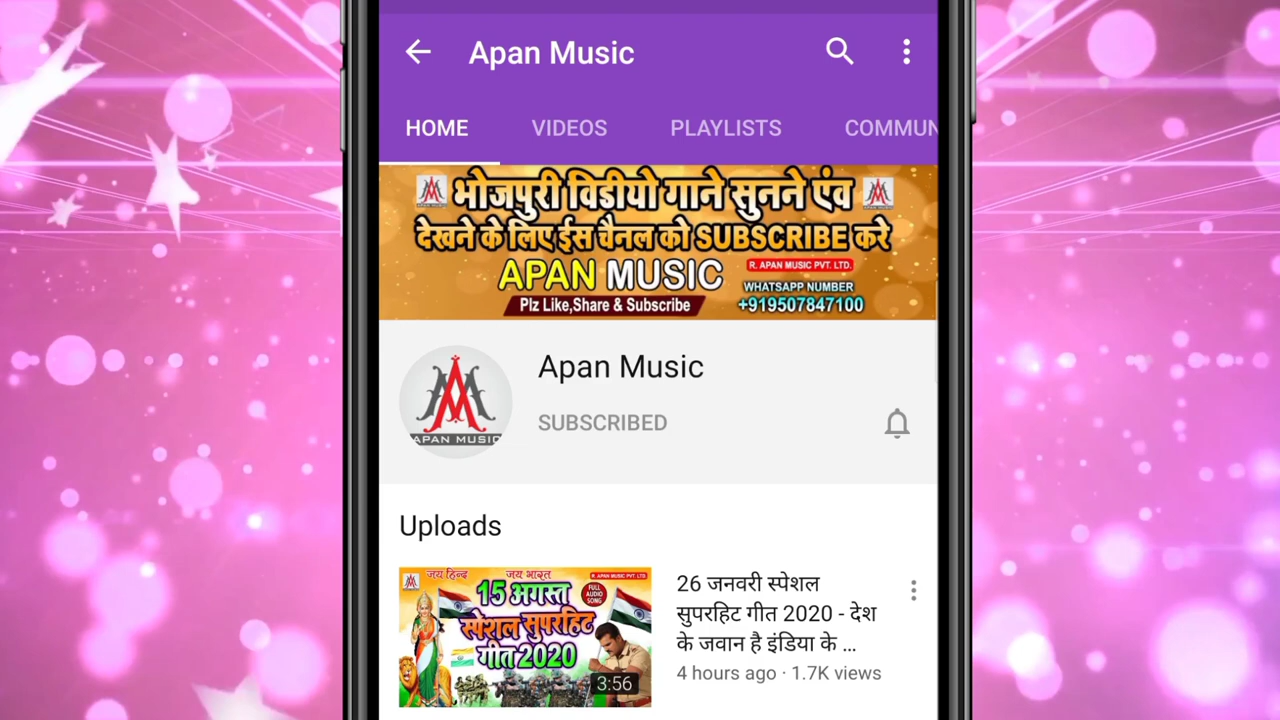 Apan Music
HOME VIDEOS PLAYLISTS COMMUN
भोजपुरी विडीयो गाने सुनने एंव
देखने के लिए ईस चैनल को SUBSCRIBE करे
APAN MUSIC
R. APAN MUSIC PVT. LTD.
Plz Like,Share & Subscribe
WHATSAPP NUMBER
+919507847100
Apan Music
SUBSCRIBED
APAN MUSIC
Uploads
जय हिन्द जय भारत
R. APAN MUSIC PVT. LTD.
15 अगस्त
FULL
AUDIO
SONG
स्पेशल सुपरहिट
गीत 2020
3:56
26 जनवरी स्पेशल
सुपरहिट गीत 2020 - देश
के जवान है इंडिया के ...
4 hours ago · 1.7K views